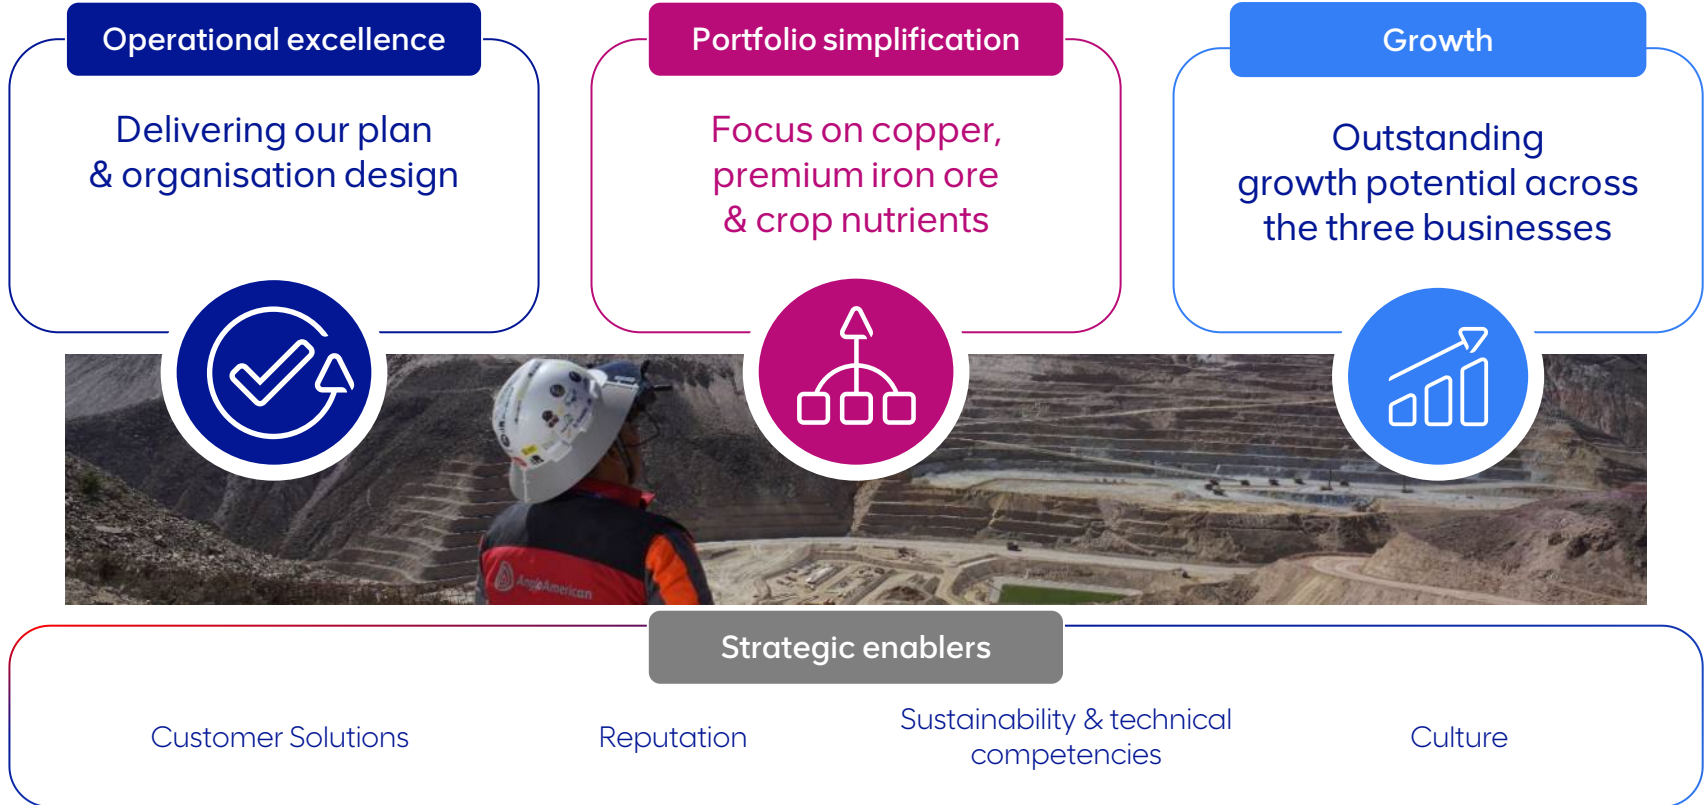 Operational excellence
Delivering our plan
& organisation design
Portfolio simplification
Focus on copper,
premium iron ore
& crop nutrients
Growth
Outstanding
growth potential across
the three businesses
AngloAmerican
Strategic enablers
Customer Solutions
Reputation
Sustainability & technical
competencies
Culture